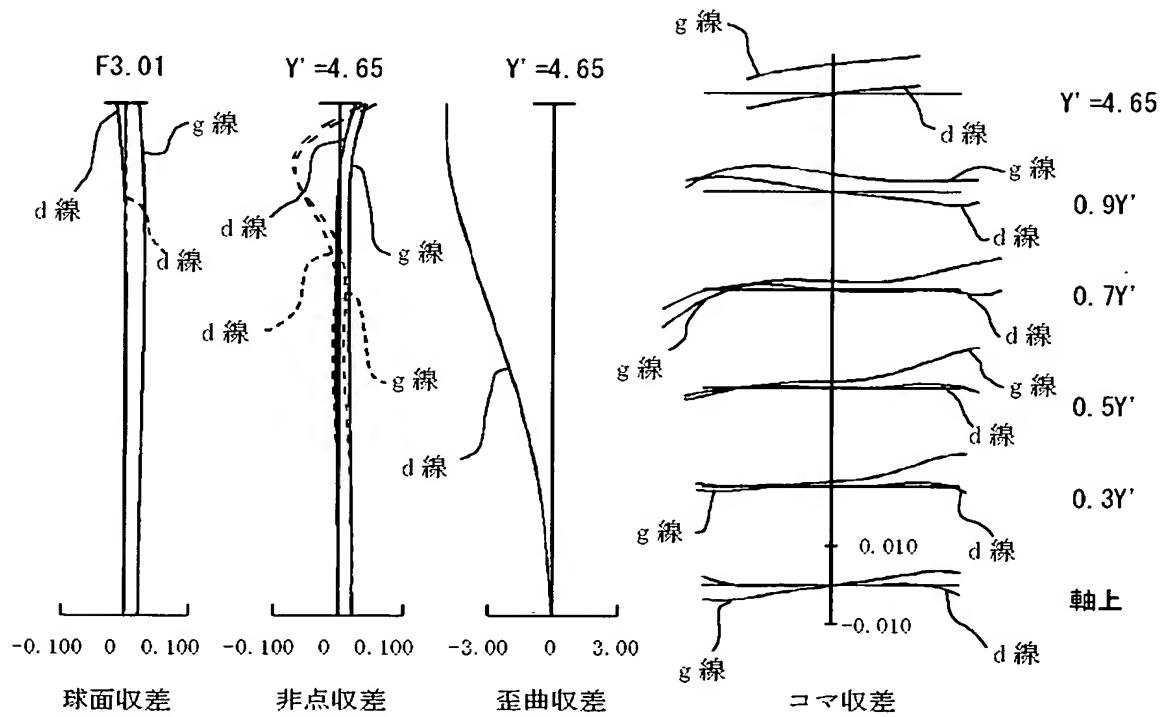 F3.01
g 線
d 線
d 線
-0.100 0 0.100
球面収差
Y'=4.65
d 線
g 線
d 線
g 線
-0.100 0 0.100
非点収差
Y'=4.65
d 線
-3.00 0 3.00
歪曲収差
g 線
d 線
Y'=4.65
g 線
d 線
0.9Y'
g 線
d 線
0.7Y'
g 線
d 線
0.5Y'
g 線
d 線
0.3Y'
0.010
-0.010
g 線
軸上
コマ収差